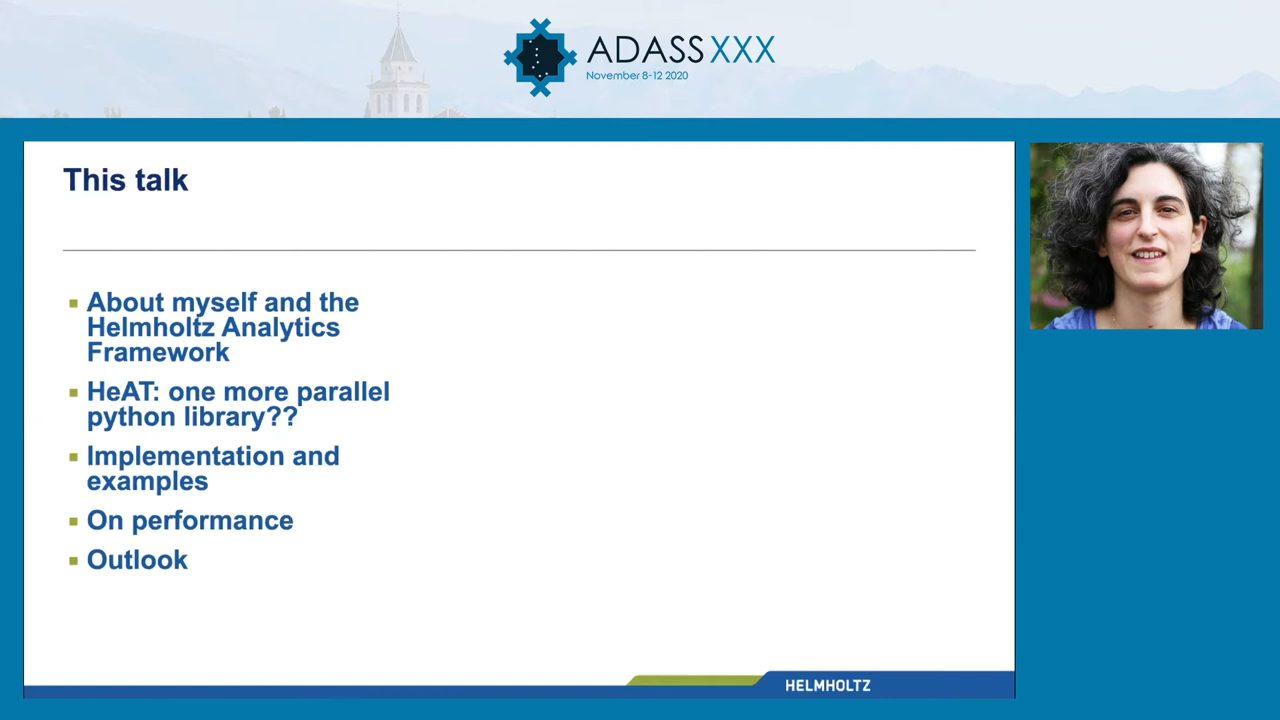 ADASS XXX
November 8-12 2020
This talk
About myself and the
Helmholtz Analytics
Framework
HeAT: one more parallel
python library??
Implementation and
examples
On performance
Outlook
HELMHOLTZ